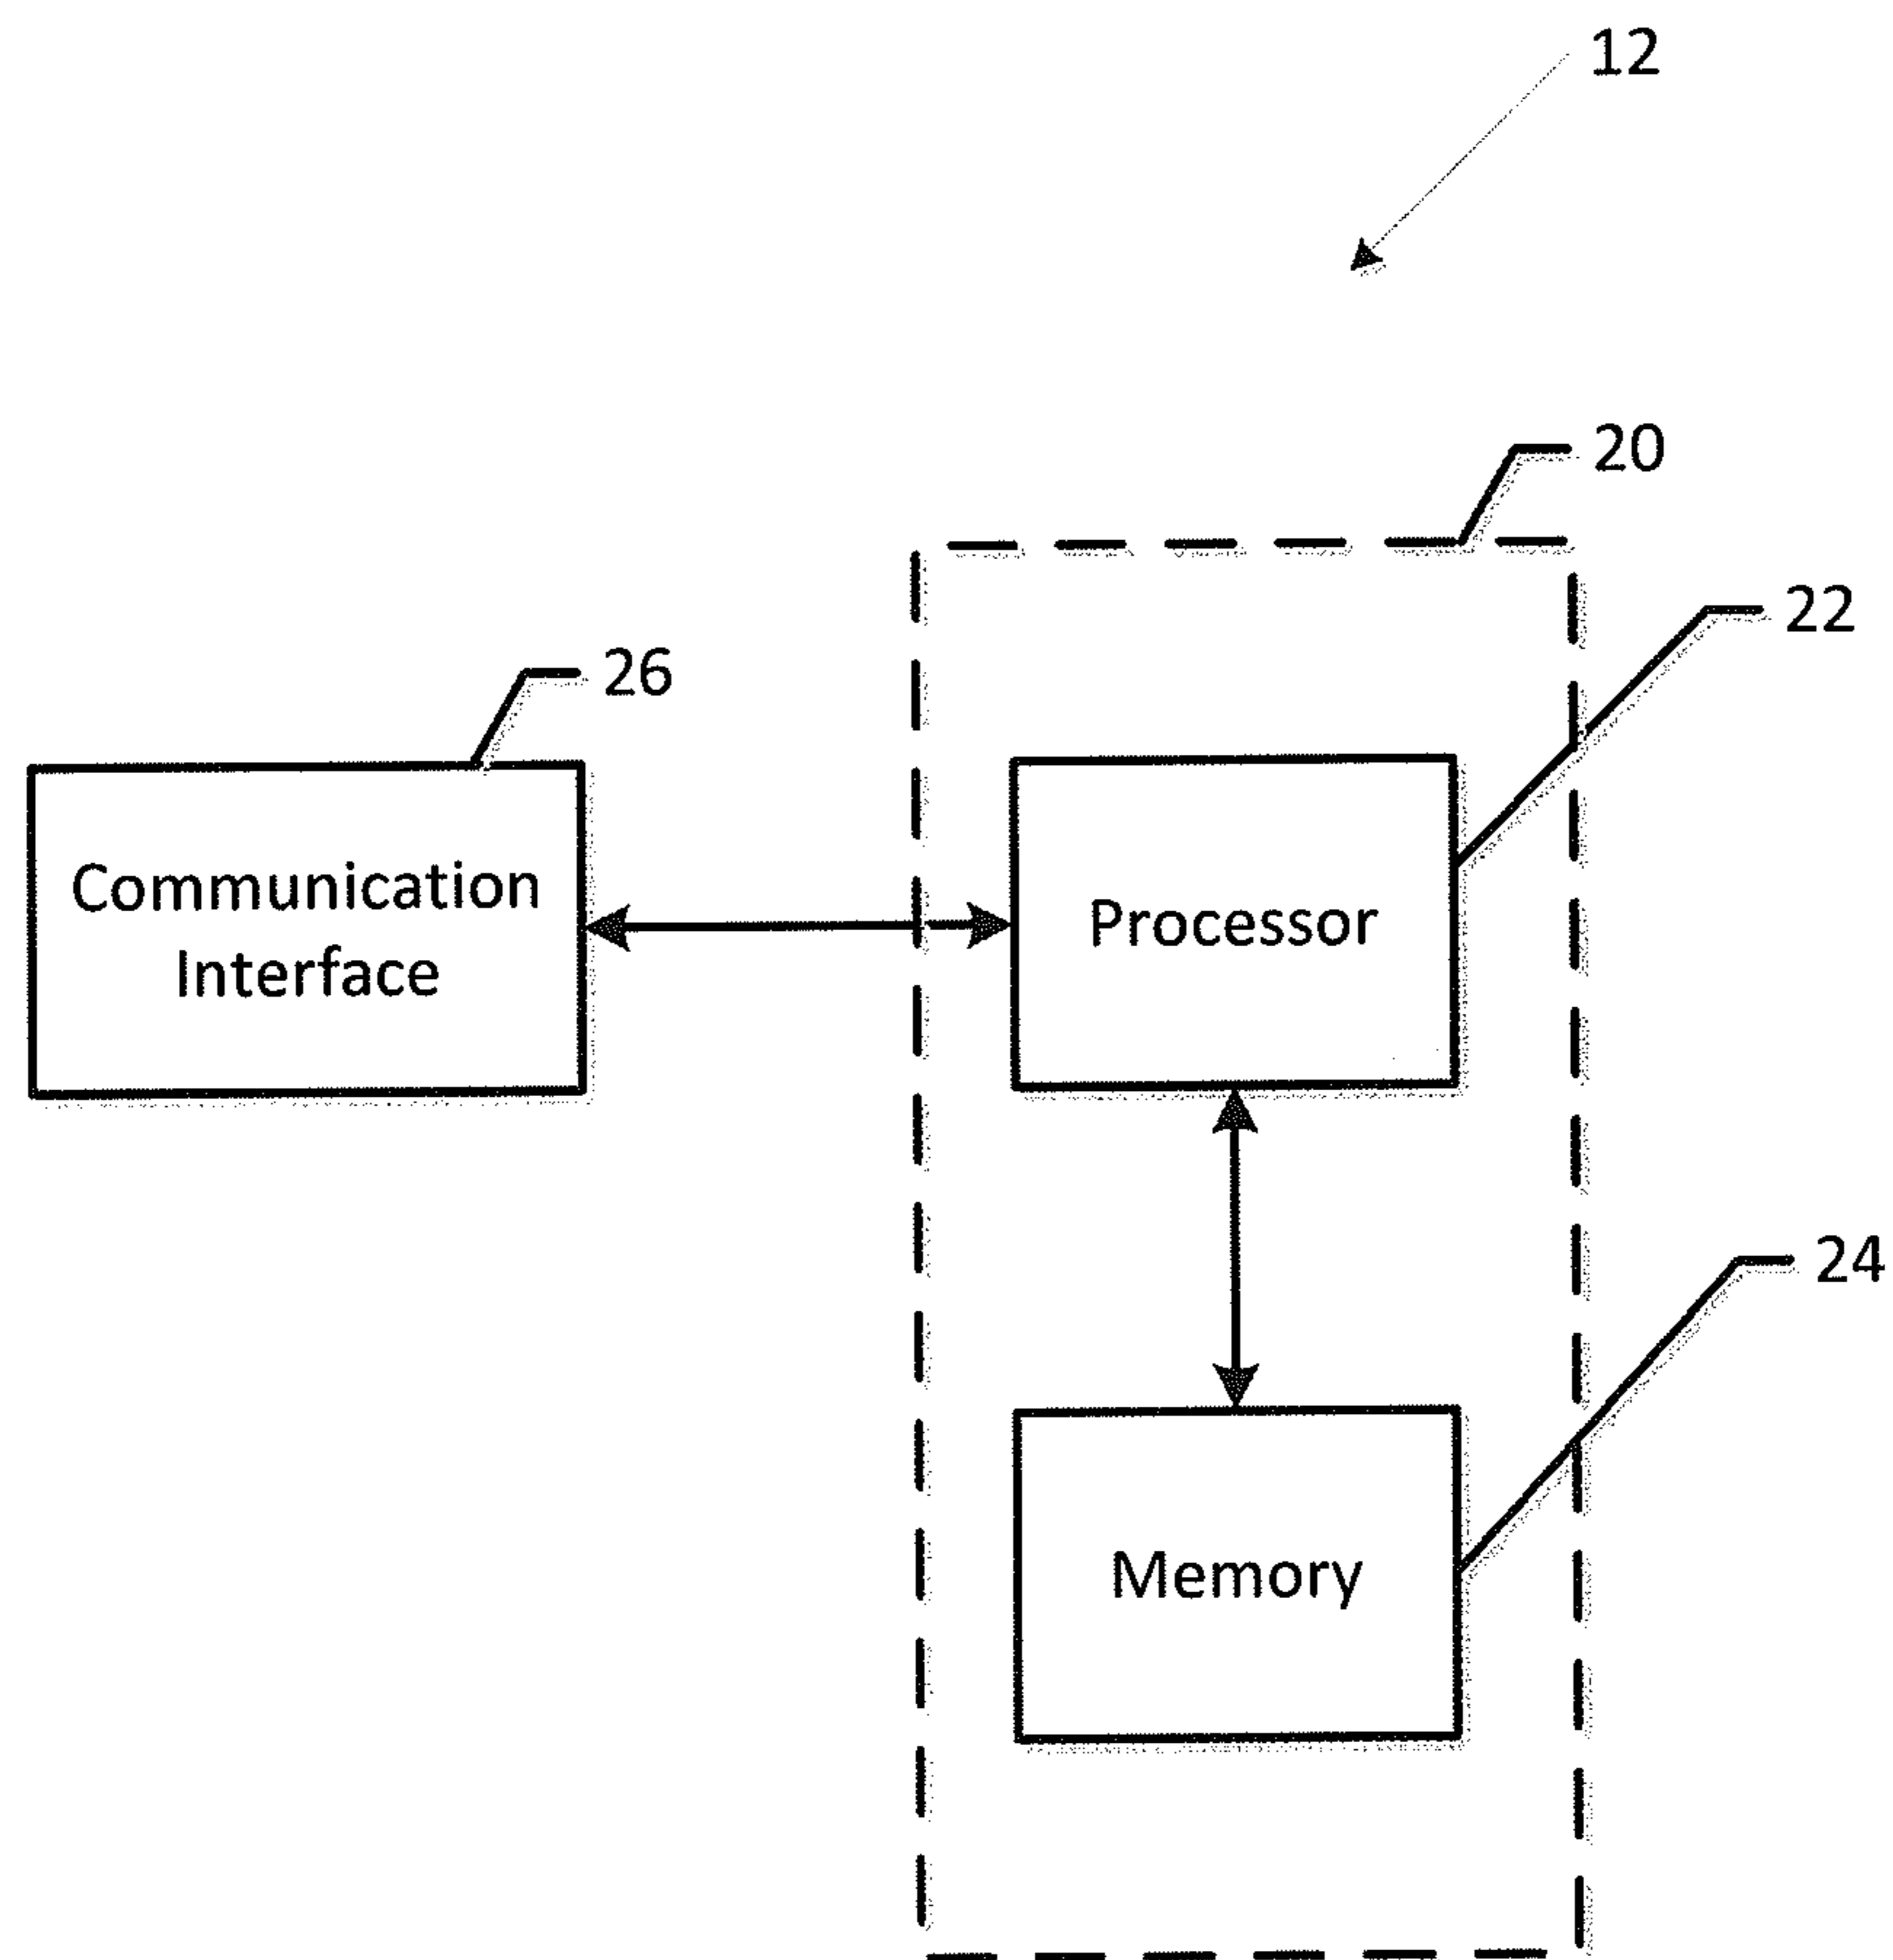 12
20
22
26
Communication
Interface
Processor
24
Memory